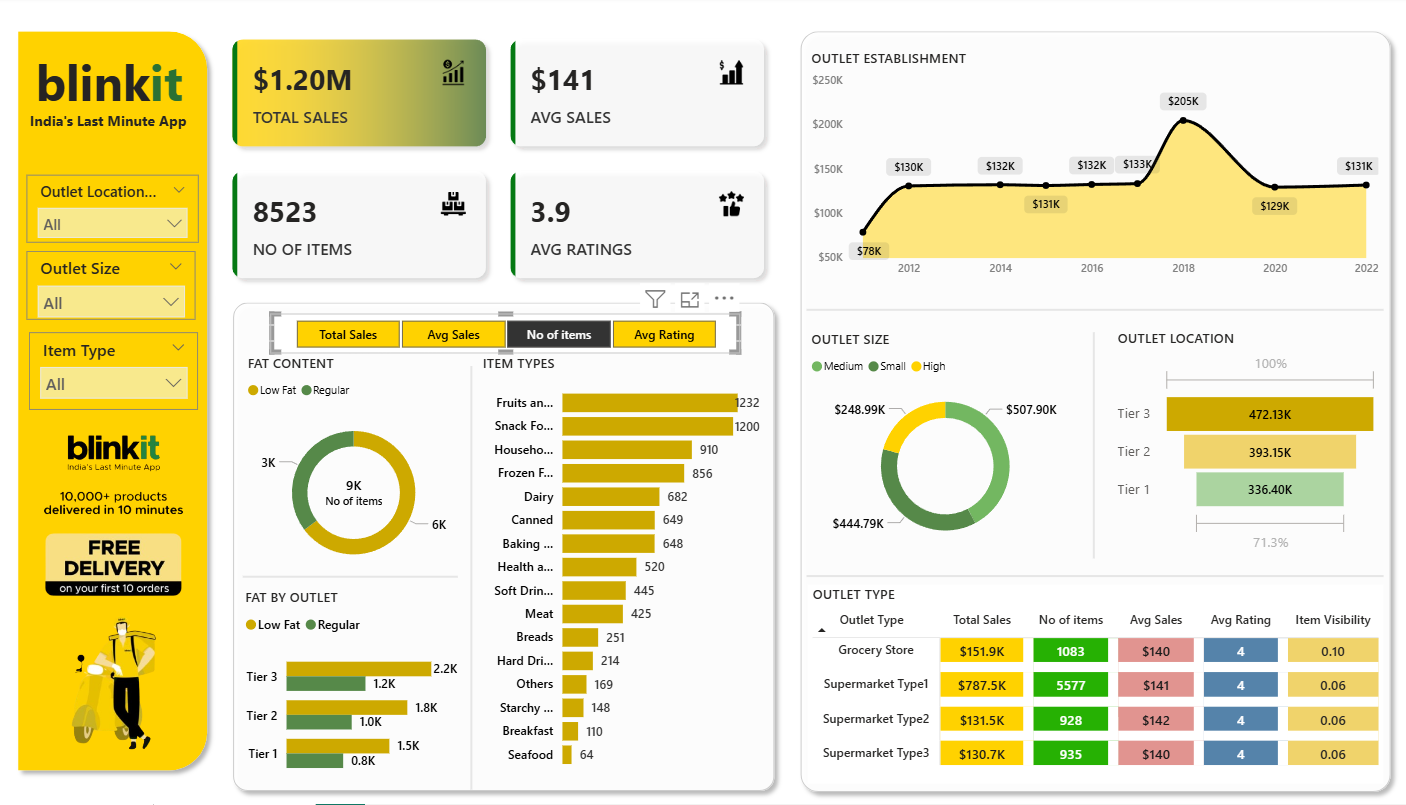 blinkit
India's Last Minute App
Outlet Location...
All
Outlet Size
All
Item Type
All
blinkit
India's Last Minute App
10,000+ products
delivered in 10 minutes
FREE
DELIVERY
on your first 10 orders
$1.20M
TOTAL SALES
$141
AVG SALES
8523
NO OF ITEMS
3.9
AVG RATINGS
Total Sales Avg Sales No of items Avg Rating
FAT CONTENT
Low Fat Regular
3K
9K
No of items
6K
FAT BY OUTLET
Low Fat Regular
Tier 3 2.2K
1.2K
Tier 2 1.8K
1.0K
Tier 1 1.5K
0.8K
ITEM TYPES
Fruits an... 1232
Snack Fo... 1200
Househo... 910
Frozen F... 856
Dairy 682
Canned 649
Baking ... 648
Health a... 520
Soft Drin... 445
Meat 425
Breads 251
Hard Dri... 214
Others 169
Starchy ... 148
Breakfast 110
Seafood 64
OUTLET ESTABLISHMENT
$250K
$200K
$150K
$100K
$50K
$78K
$130K
$132K
$131K
$132K
$133K
$205K
$129K
$131K
2012 2014 2016 2018 2020 2022
OUTLET SIZE
Medium Small High
$248.99K
$507.90K
$444.79K
OUTLET LOCATION
100%
Tier 3 472.13K
Tier 2 393.15K
Tier 1 336.40K
71.3%
OUTLET TYPE
Outlet Type Total Sales No of items Avg Sales Avg Rating Item Visibility
Grocery Store $151.9K 1083 $140 4 0.10
Supermarket Type1 $787.5K 5577 $141 4 0.06
Supermarket Type2 $131.5K 928 $142 4 0.06
Supermarket Type3 $130.7K 935 $140 4 0.06